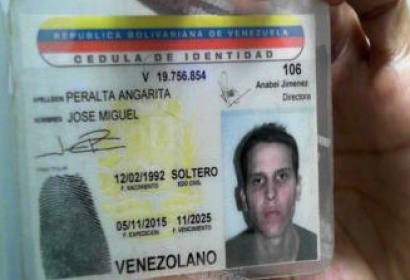 REPUBLICA BOLIVARIANA DE VENEZUELA
CEDULA DE IDENTIDAD
V 19.756.854 106
APELLIDOS PERALTA ANGARITA Anabel Jimenez
Directora
NOMBRES JOSE MIGUEL
12/02/1992 SOLTERO
F. NACIMIENTO EDO CIVIL
05/11/2015 11/2025
F. EXPEDICION F. VENCIMIENTO
VENEZOLANO